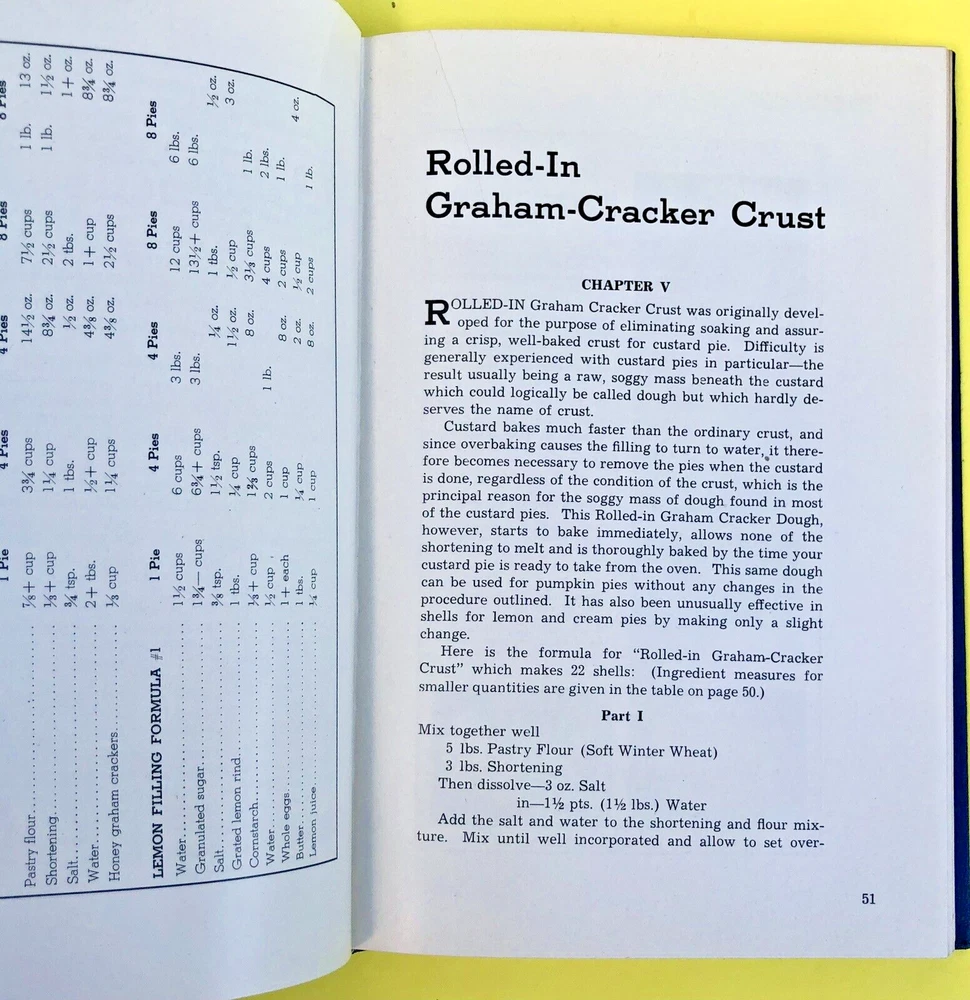 1 Pie 4 Pies 4 Pies 8 Pies 8 Pies
Pastry flour 7/8+ cup 3¾ cups 14½ oz. 7½ cups 1 lb. 13 oz.
Shortening ⅓+ cup 1¼ cup 8¾ oz. 2½ cups 1 lb. 1½ oz.
Salt ¾ tsp. 1 tbs. ½ oz. 2 tbs. 1+ oz.
Water 2+ tbs. ½+ cup 4⅜ oz. 1+ cup 8¾ oz.
Honey graham crackers ⅓ cup 1¼ cups 4⅜ oz. 2½ cups 8¾ oz.
LEMON FILLING FORMULA #1 1 Pie 4 Pies 4 Pies 8 Pies 8 Pies
Water 1½ cups 6 cups 3 lbs. 12 cups 6 lbs.
Granulated sugar 1¾— cups 6¾+ cups 3 lbs. 13½+ cups 6 lbs.
Salt ⅜ tsp. 1½ tsp. ¼ oz. 1 tbs. ½ oz.
Grated lemon rind 1 tbs. ¼ cup 1½ oz. ½ cup 3 oz.
Cornstarch ⅓+ cup 1⅔ cups 8 oz. 3⅓ cups 1 lb.
Water ½ cup 2 cups 1 lb. 4 cups 2 lbs.
Whole eggs 1+ each 1 cup 8 oz. 2 cups 1 lb.
Butter 1 tbs. ¼ cup 2 oz. ½ cup 4 oz.
Lemon juice ¼ cup 1 cup 8 oz. 2 cups 1 lb.
Rolled-In
Graham-Cracker Crust
CHAPTER V
ROLLED-IN Graham Cracker Crust was originally devel-
oped for the purpose of eliminating soaking and assur-
ing a crisp, well-baked crust for custard pie. Difficulty is
generally experienced with custard pies in particular—the
result usually being a raw, soggy mass beneath the custard
which could logically be called dough but which hardly de-
serves the name of crust.
Custard bakes much faster than the ordinary crust, and
since overbaking causes the filling to turn to water, it there-
fore becomes necessary to remove the pies when the custard
is done, regardless of the condition of the crust, which is the
principal reason for the soggy mass of dough found in most
of the custard pies. This Rolled-in Graham Cracker Dough,
however, starts to bake immediately, allows none of the
shortening to melt and is thoroughly baked by the time your
custard pie is ready to take from the oven. This same dough
can be used for pumpkin pies without any changes in the
procedure outlined. It has also been unusually effective in
shells for lemon and cream pies by making only a slight
change.
Here is the formula for "Rolled-in Graham-Cracker
Crust" which makes 22 shells: (Ingredient measures for
smaller quantities are given in the table on page 50.)
Part I
Mix together well
5 lbs. Pastry Flour (Soft Winter Wheat)
3 lbs. Shortening
Then dissolve—3 oz. Salt
in—1½ pts. (1½ lbs.) Water
Add the salt and water to the shortening and flour mix-
ture. Mix until well incorporated and allow to set over-
51